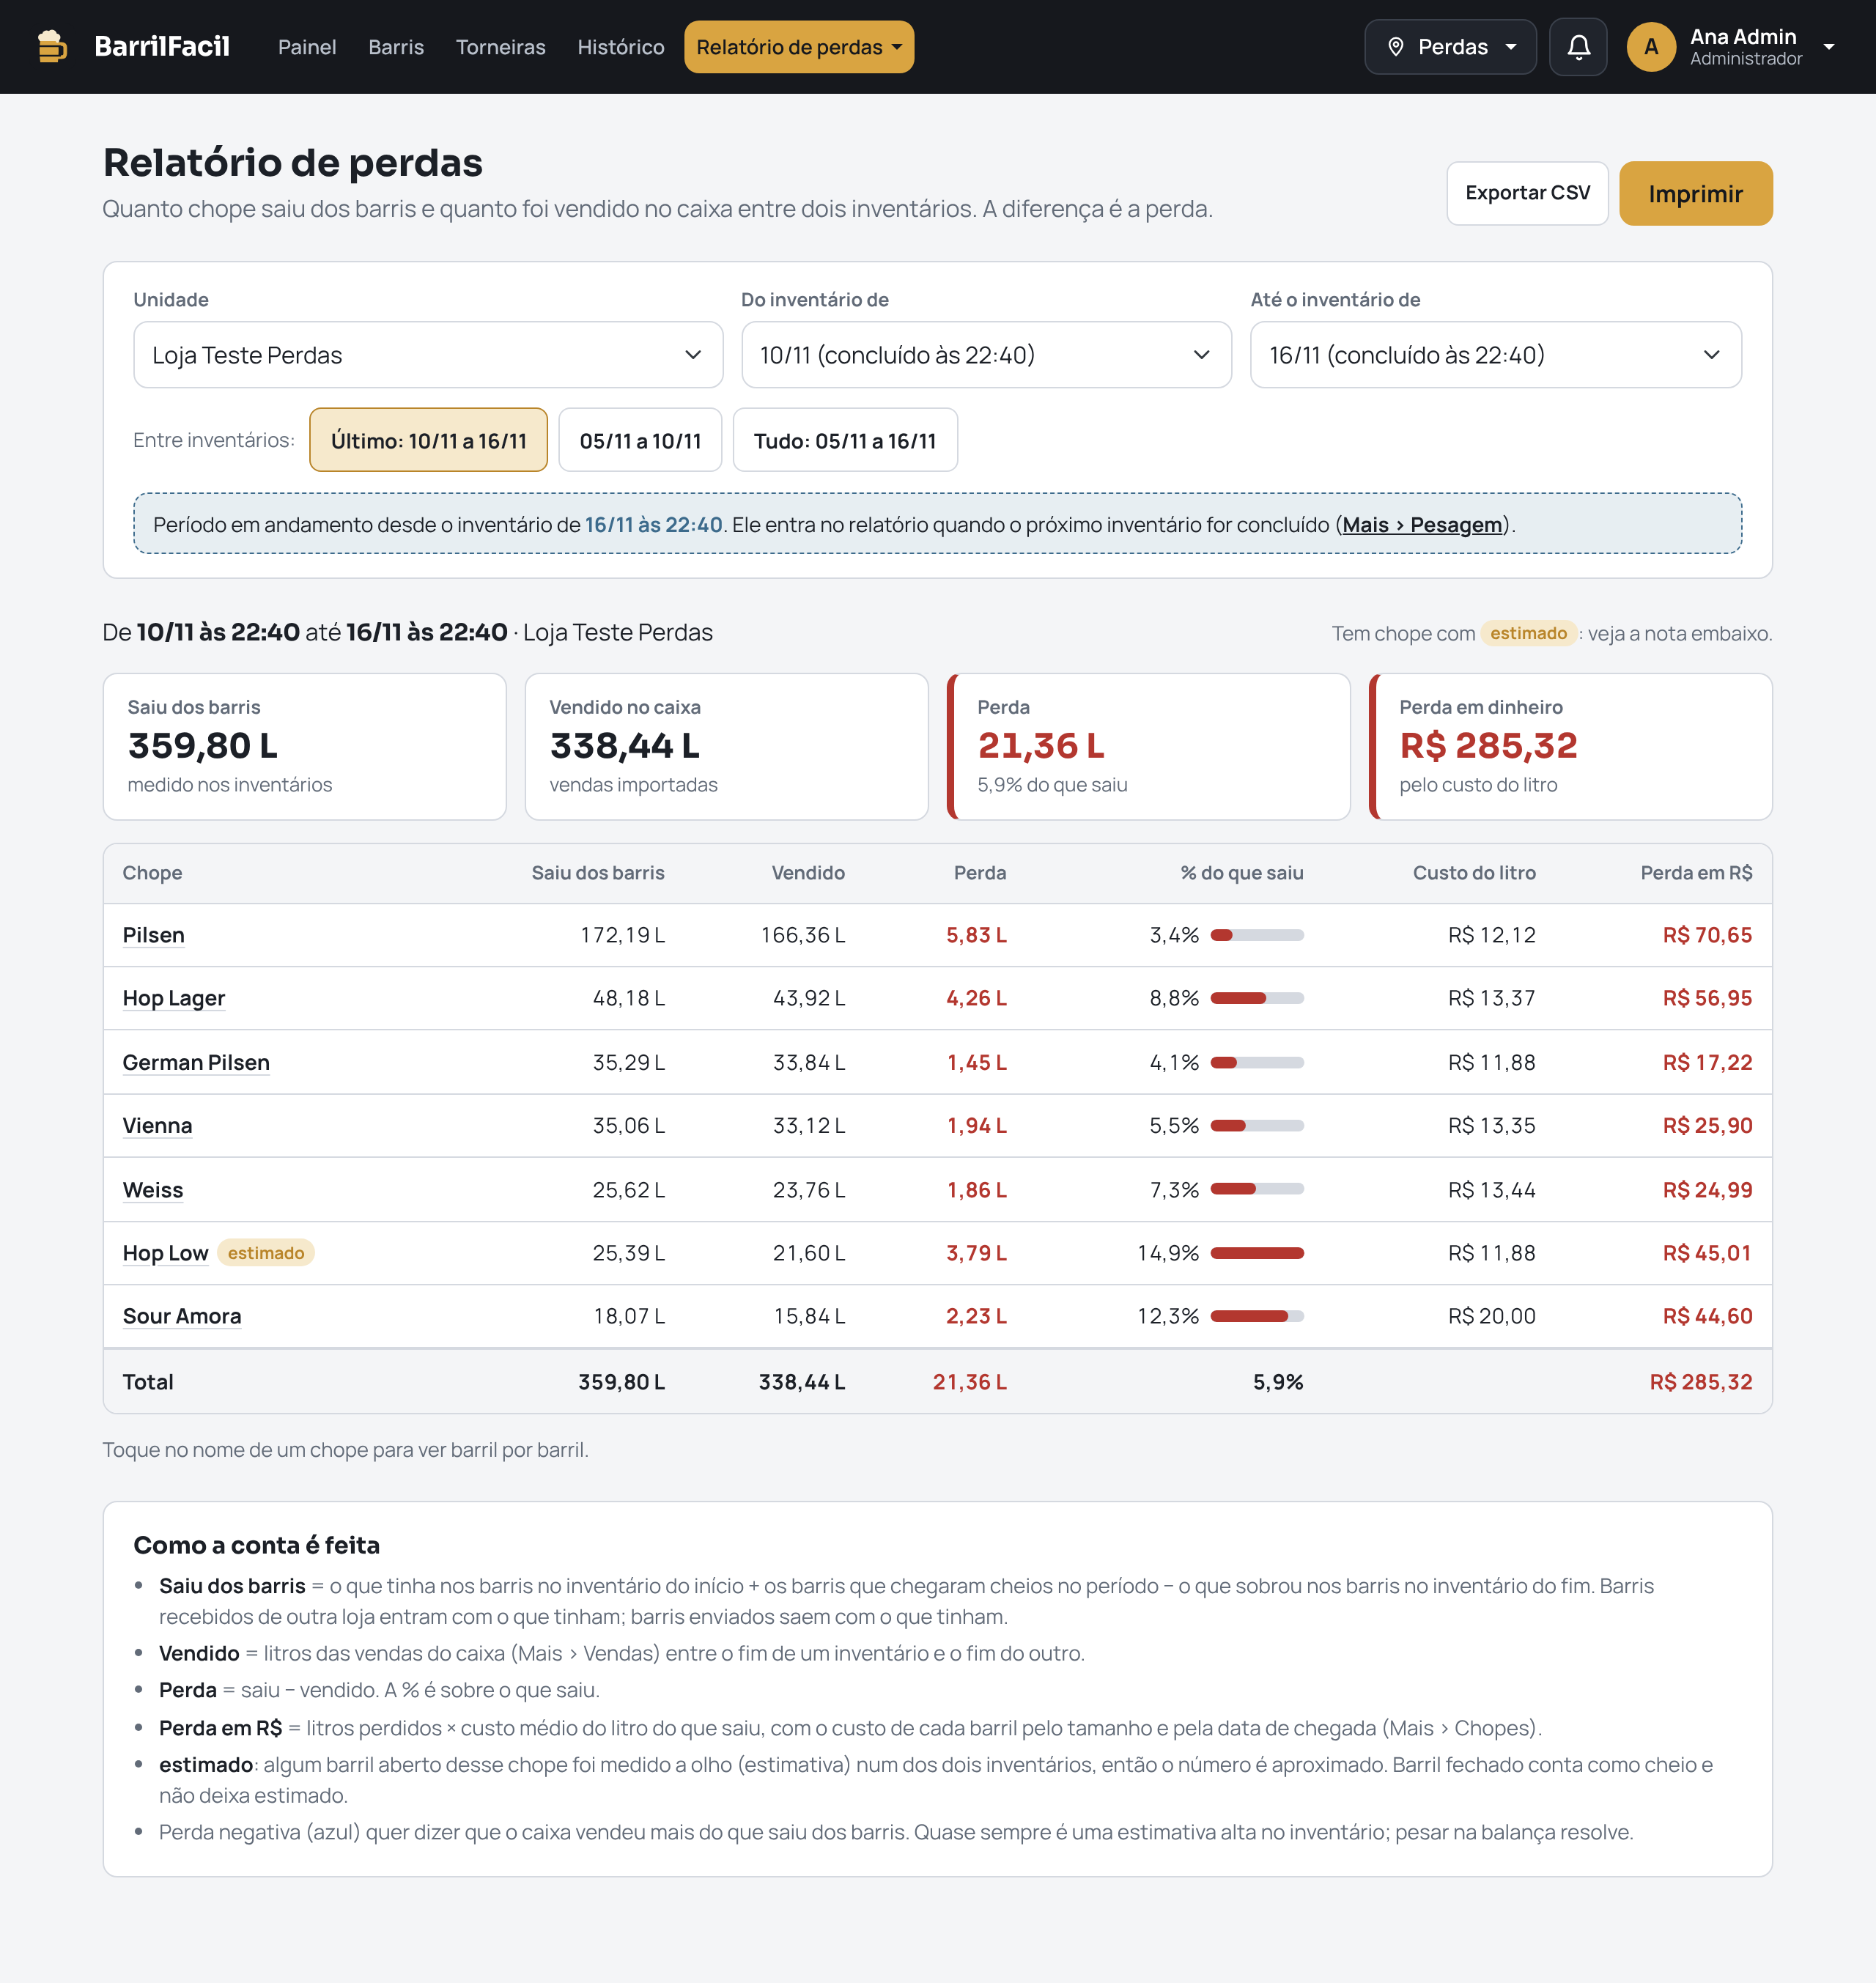 BarrilFacil
Painel
Barris
Torneiras
Histórico
Relatório de perdas
Perdas
A
Ana Admin
Administrador
Relatório de perdas
Quanto chope saiu dos barris e quanto foi vendido no caixa entre dois inventários. A diferença é a perda.
Exportar CSV
Imprimir
Unidade
Do inventário de
Até o inventário de
Loja Teste Perdas
10/11 (concluído às 22:40)
16/11 (concluído às 22:40)
Entre inventários:
Último: 10/11 a 16/11
05/11 a 10/11
Tudo: 05/11 a 16/11
Período em andamento desde o inventário de 16/11 às 22:40. Ele entra no relatório quando o próximo inventário for concluído (Mais > Pesagem).
De 10/11 às 22:40 até 16/11 às 22:40 · Loja Teste Perdas
Tem chope com estimado: veja a nota embaixo.
Saiu dos barris
359,80 L
medido nos inventários
Vendido no caixa
338,44 L
vendas importadas
Perda
21,36 L
5,9% do que saiu
Perda em dinheiro
R$ 285,32
pelo custo do litro
Chope Saiu dos barris Vendido Perda % do que saiu Custo do litro Perda em R$
Pilsen 172,19 L 166,36 L 5,83 L 3,4% R$ 12,12 R$ 70,65
Hop Lager 48,18 L 43,92 L 4,26 L 8,8% R$ 13,37 R$ 56,95
German Pilsen 35,29 L 33,84 L 1,45 L 4,1% R$ 11,88 R$ 17,22
Vienna 35,06 L 33,12 L 1,94 L 5,5% R$ 13,35 R$ 25,90
Weiss 25,62 L 23,76 L 1,86 L 7,3% R$ 13,44 R$ 24,99
Hop Low estimado 25,39 L 21,60 L 3,79 L 14,9% R$ 11,88 R$ 45,01
Sour Amora 18,07 L 15,84 L 2,23 L 12,3% R$ 20,00 R$ 44,60
Total 359,80 L 338,44 L 21,36 L 5,9% R$ 285,32
Toque no nome de um chope para ver barril por barril.
Como a conta é feita
• Saiu dos barris = o que tinha nos barris no inventário do início + os barris que chegaram cheios no período − o que sobrou nos barris no inventário do fim. Barris
recebidos de outra loja entram com o que tinham; barris enviados saem com o que tinham.
• Vendido = litros das vendas do caixa (Mais > Vendas) entre o fim de um inventário e o fim do outro.
• Perda = saiu − vendido. A % é sobre o que saiu.
• Perda em R$ = litros perdidos × custo médio do litro do que saiu, com o custo de cada barril pelo tamanho e pela data de chegada (Mais > Chopes).
• estimado: algum barril aberto desse chope foi medido a olho (estimativa) num dos dois inventários, então o número é aproximado. Barril fechado conta como cheio e
não deixa estimado.
• Perda negativa (azul) quer dizer que o caixa vendeu mais do que saiu dos barris. Quase sempre é uma estimativa alta no inventário; pesar na balança resolve.